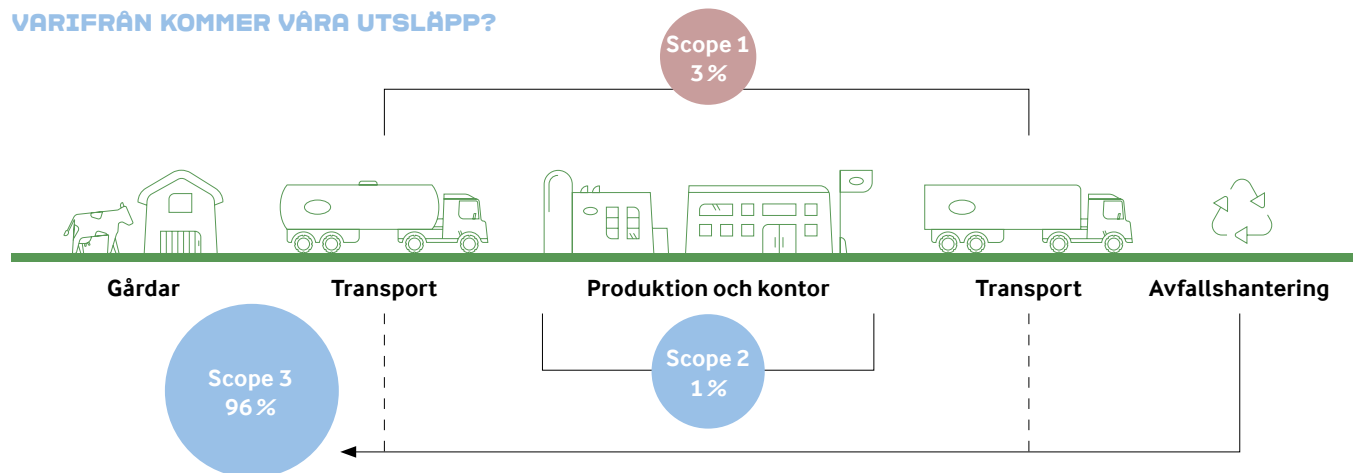 VARIFRÅN KOMMER VÅRA UTSLÄPP?
Scope 1
3 %
Gårdar
Transport
Produktion och kontor
Transport
Avfallshantering
Scope 3
96 %
Scope 2
1 %